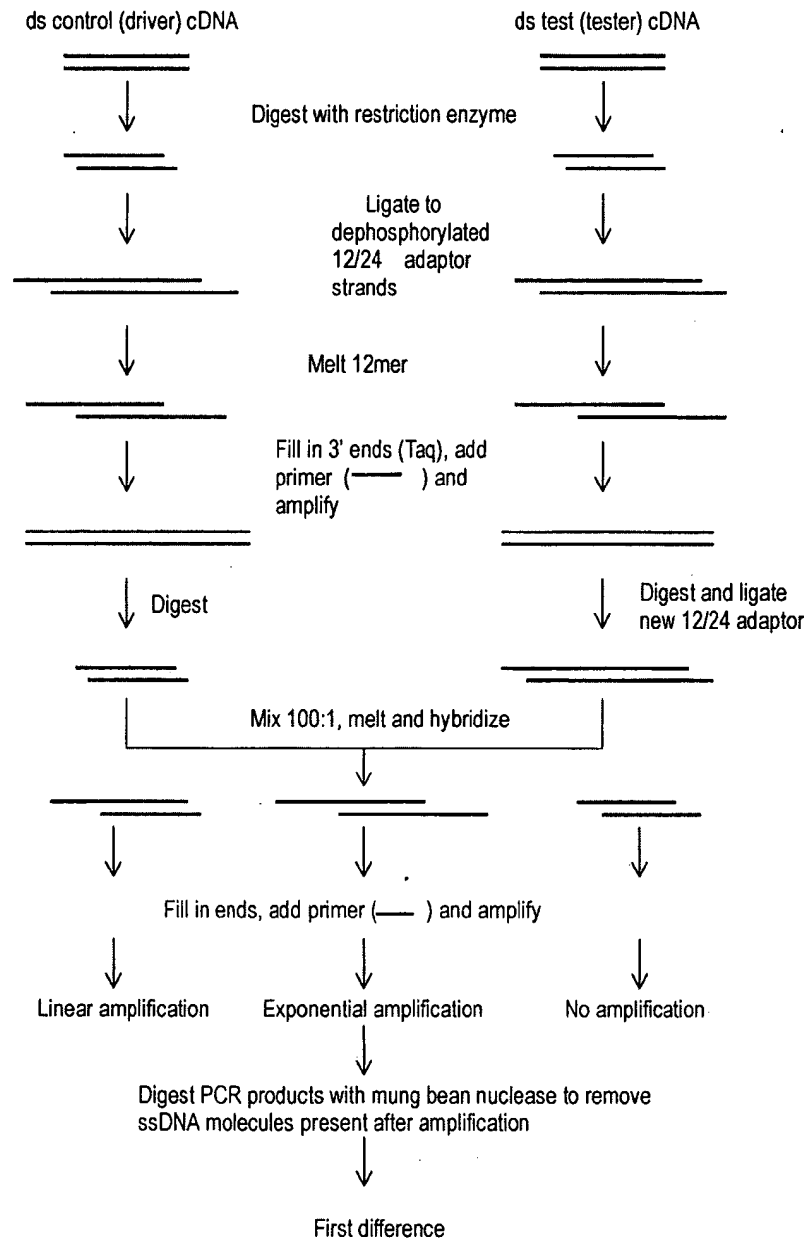 ds control (driver) cDNA
ds test (tester) cDNA
Digest with restriction enzyme
Ligate to
dephosphorylated
12/24 adaptor
strands
Melt 12mer
Fill in 3' ends (Taq), add
primer ( ) and
amplify
Digest
Digest and ligate
new 12/24 adaptor
Mix 100:1, melt and hybridize
Fill in ends, add primer ( ) and amplify
Linear amplification
Exponential amplification
No amplification
Digest PCR products with mung bean nuclease to remove
ssDNA molecules present after amplification
First difference